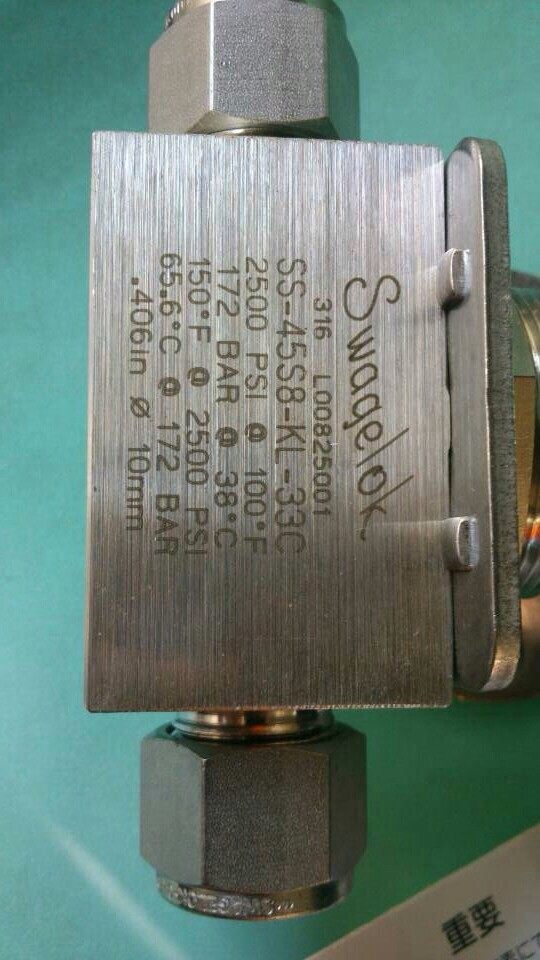 Swagelok
316 L00825001
SS-45S8-KL-33C
2500 PSI @ 100°F
172 BAR @ 38°C
150°F @ 2500 PSI
65.6°C @ 172 BAR
.406in ø 10mm
重要